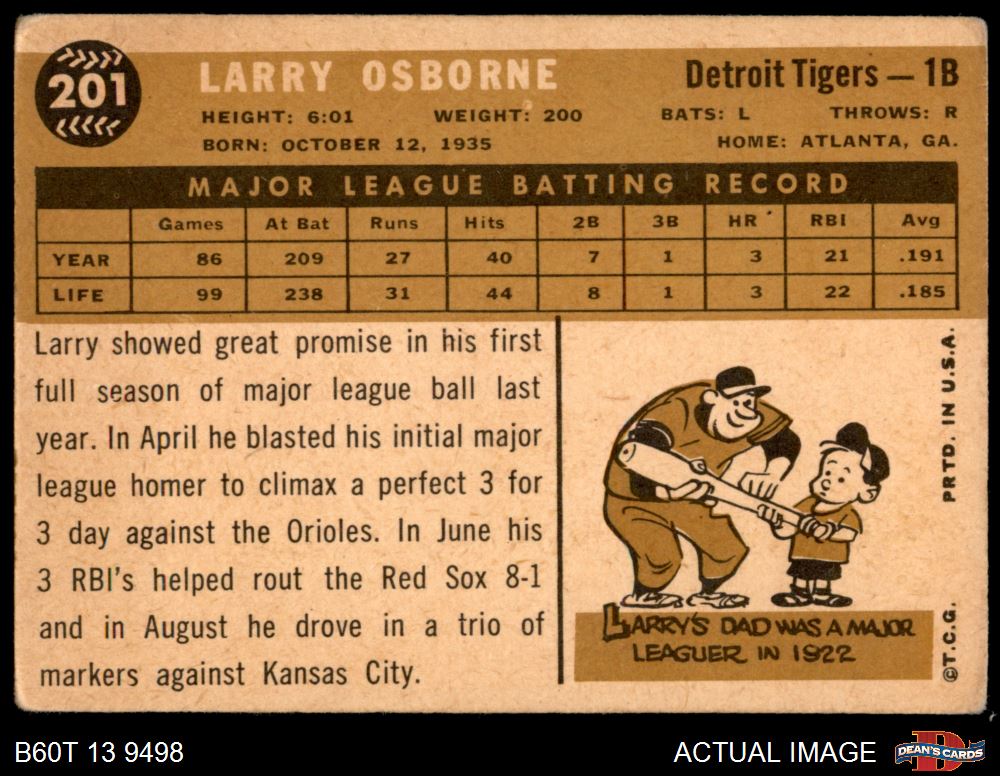 201
LARRY OSBORNE
Detroit Tigers — 1B
HEIGHT: 6:01 WEIGHT: 200 BATS: L THROWS: R
BORN: OCTOBER 12, 1935 HOME: ATLANTA, GA.
MAJOR LEAGUE BATTING RECORD
Games At Bat Runs Hits 2B 3B HR RBI Avg
YEAR 86 209 27 40 7 1 3 21 .191
LIFE 99 238 31 44 8 1 3 22 .185
Larry showed great promise in his first
full season of major league ball last
year. In April he blasted his initial major
league homer to climax a perfect 3 for
3 day against the Orioles. In June his
3 RBI's helped rout the Red Sox 8-1
and in August he drove in a trio of
markers against Kansas City.
LARRY'S DAD WAS A MAJOR
LEAGUER IN 1922
©T.C.G. PRTD. IN U.S.A.
B60T 13 9498
ACTUAL IMAGE
D
DEAN'S CARDS